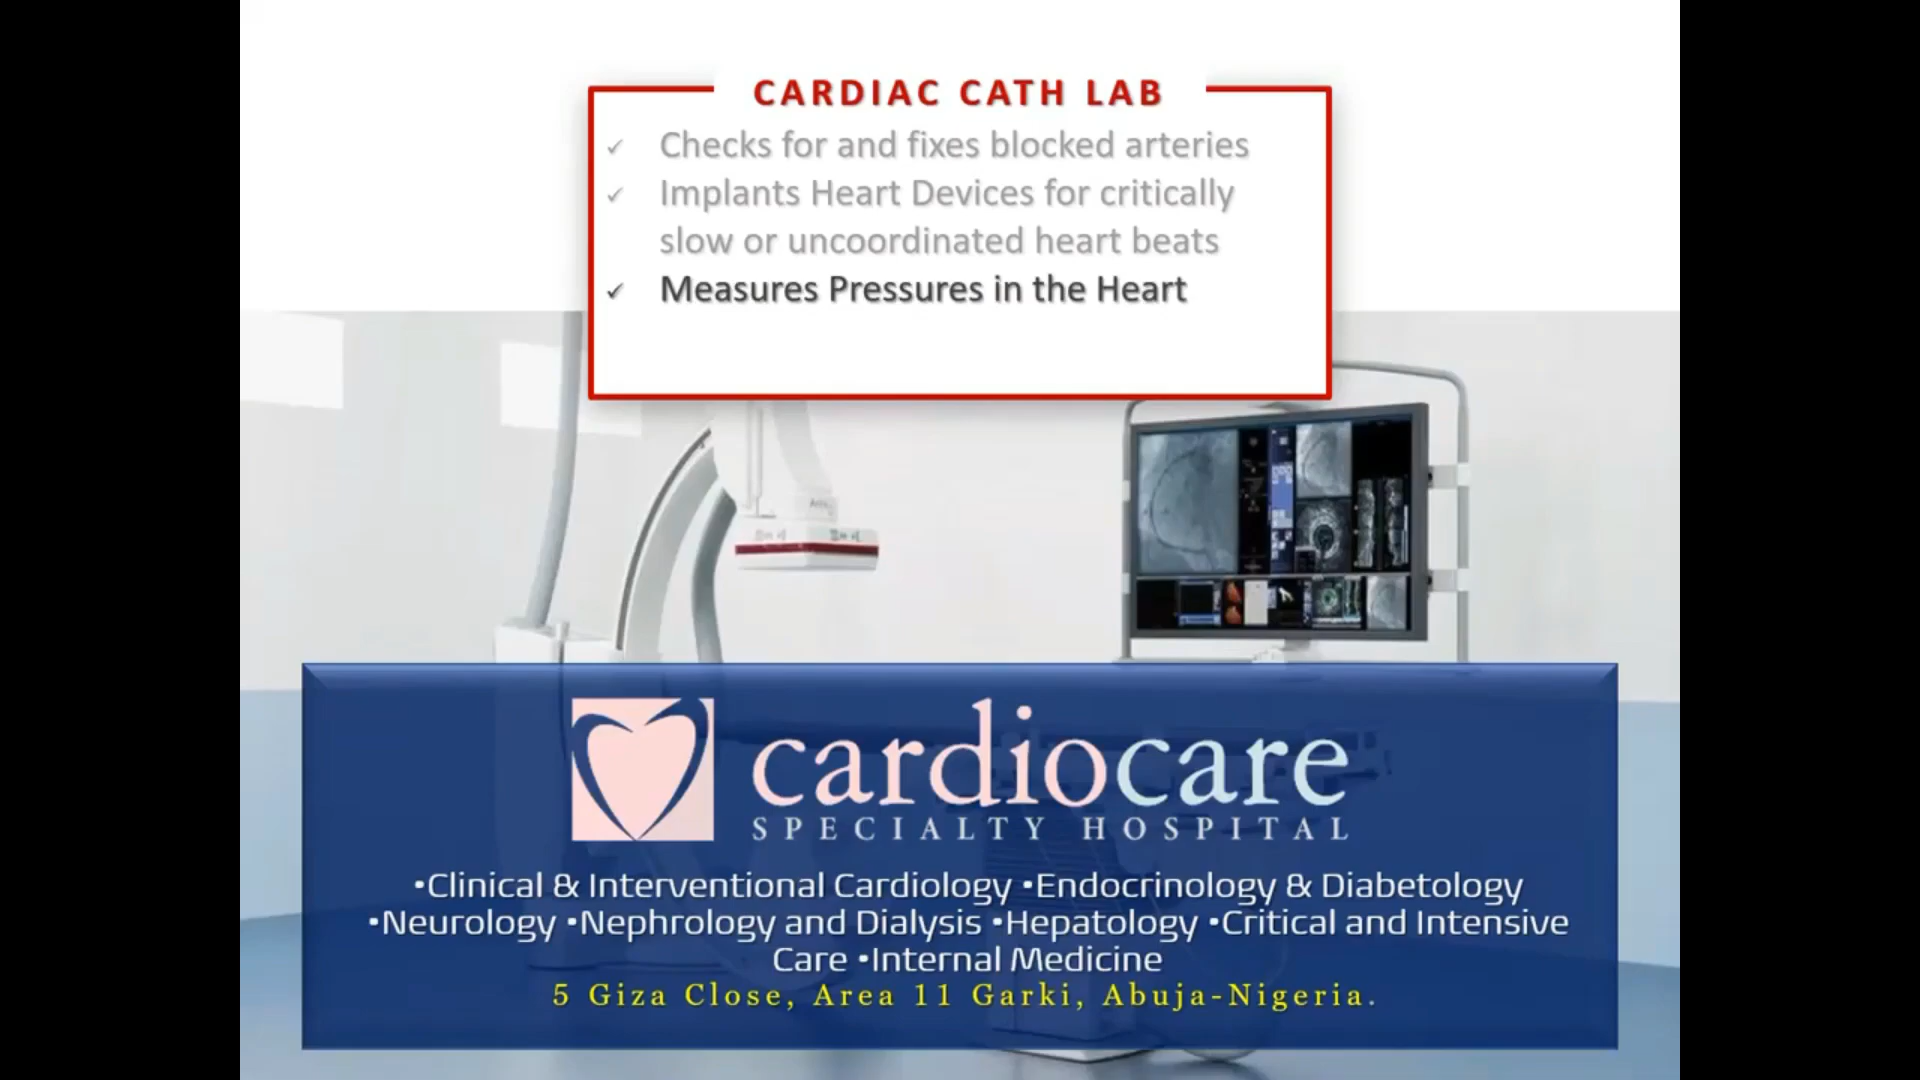 CARDIAC CATH LAB
✓ Checks for and fixes blocked arteries
✓ Implants Heart Devices for critically
slow or uncoordinated heart beats
✓ Measures Pressures in the Heart
cardiocare
SPECIALTY HOSPITAL
•Clinical & Interventional Cardiology •Endocrinology & Diabetology
•Neurology •Nephrology and Dialysis •Hepatology •Critical and Intensive
Care •Internal Medicine
5 Giza Close, Area 11 Garki, Abuja-Nigeria.